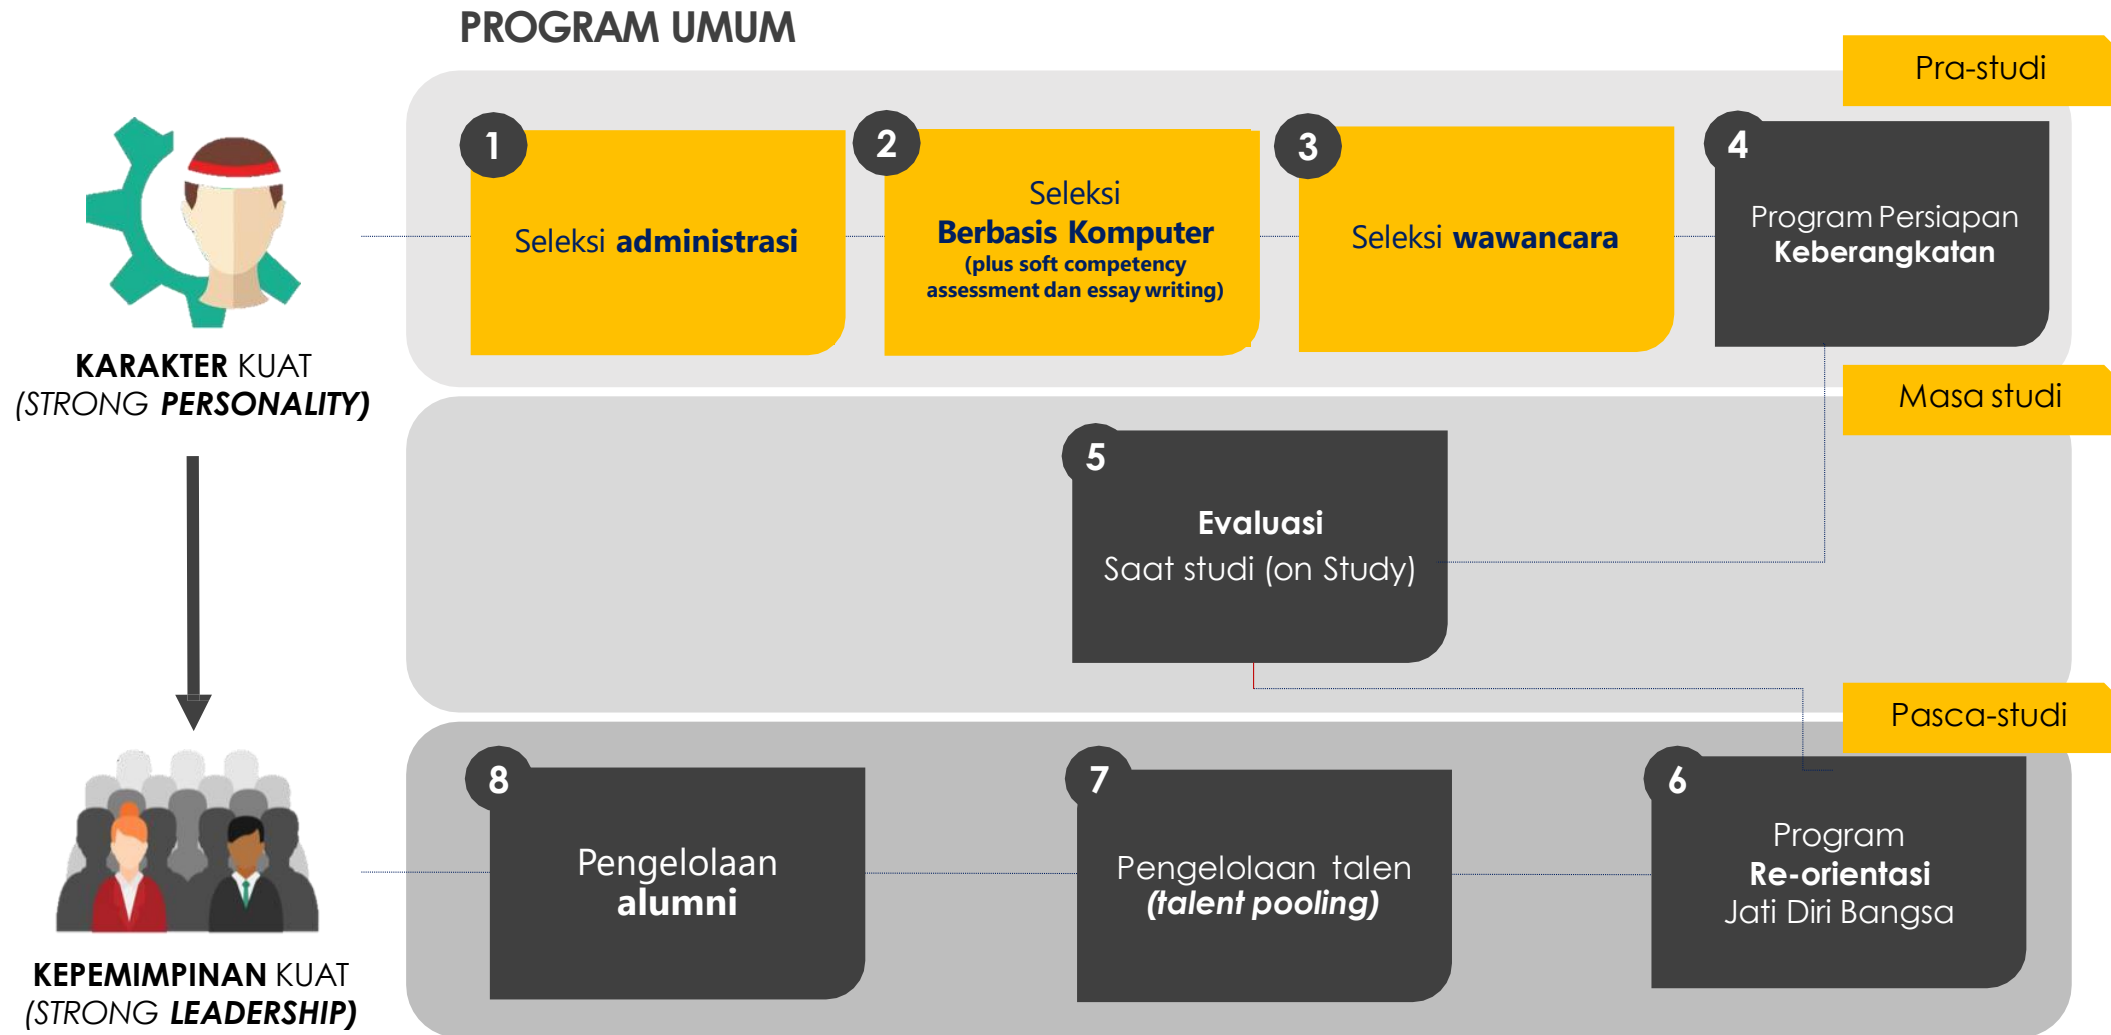 PROGRAM UMUM
Pra-studi
1
Seleksi administrasi
2
Seleksi
Berbasis Komputer
(plus soft competency
assessment dan essay writing)
3
Seleksi wawancara
4
Program Persiapan
Keberangkatan
KARAKTER KUAT
(STRONG PERSONALITY)
Masa studi
5
Evaluasi
Saat studi (on Study)
Pasca-studi
8
Pengelolaan
alumni
7
Pengelolaan talen
(talent pooling)
6
Program
Re-orientasi
Jati Diri Bangsa
KEPEMIMPINAN KUAT
(STRONG LEADERSHIP)